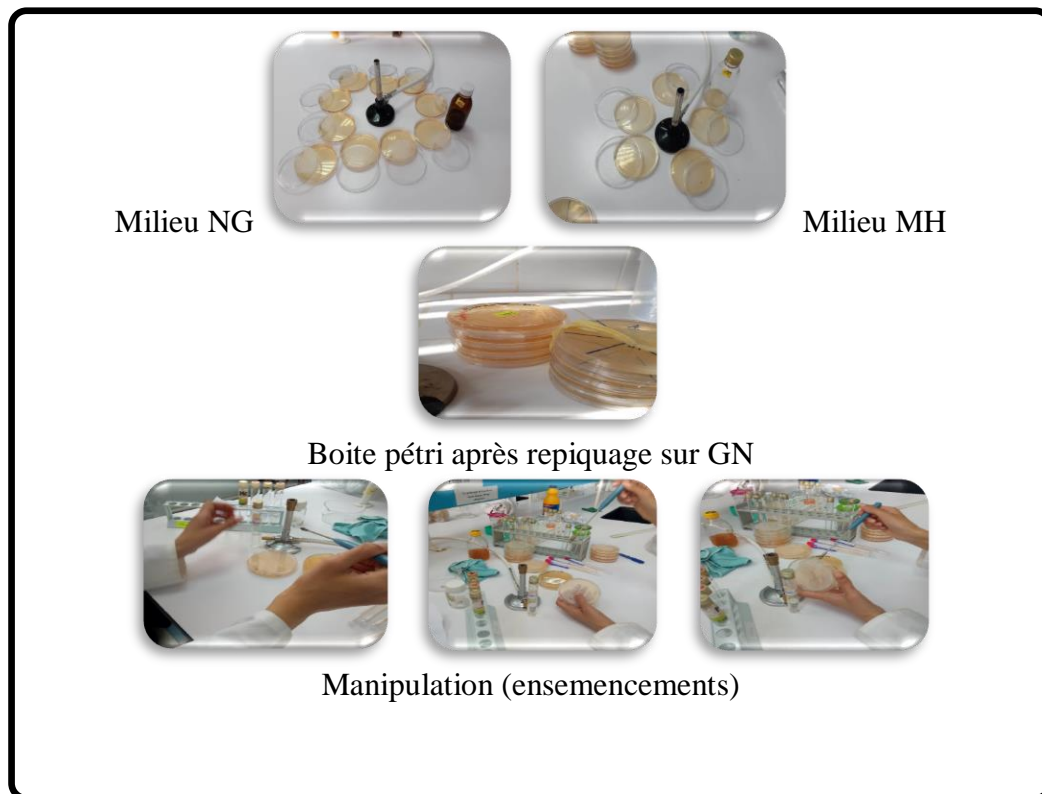 Milieu NG
Milieu MH
Boite pétri après repiquage sur GN
Manipulation (ensemencements)